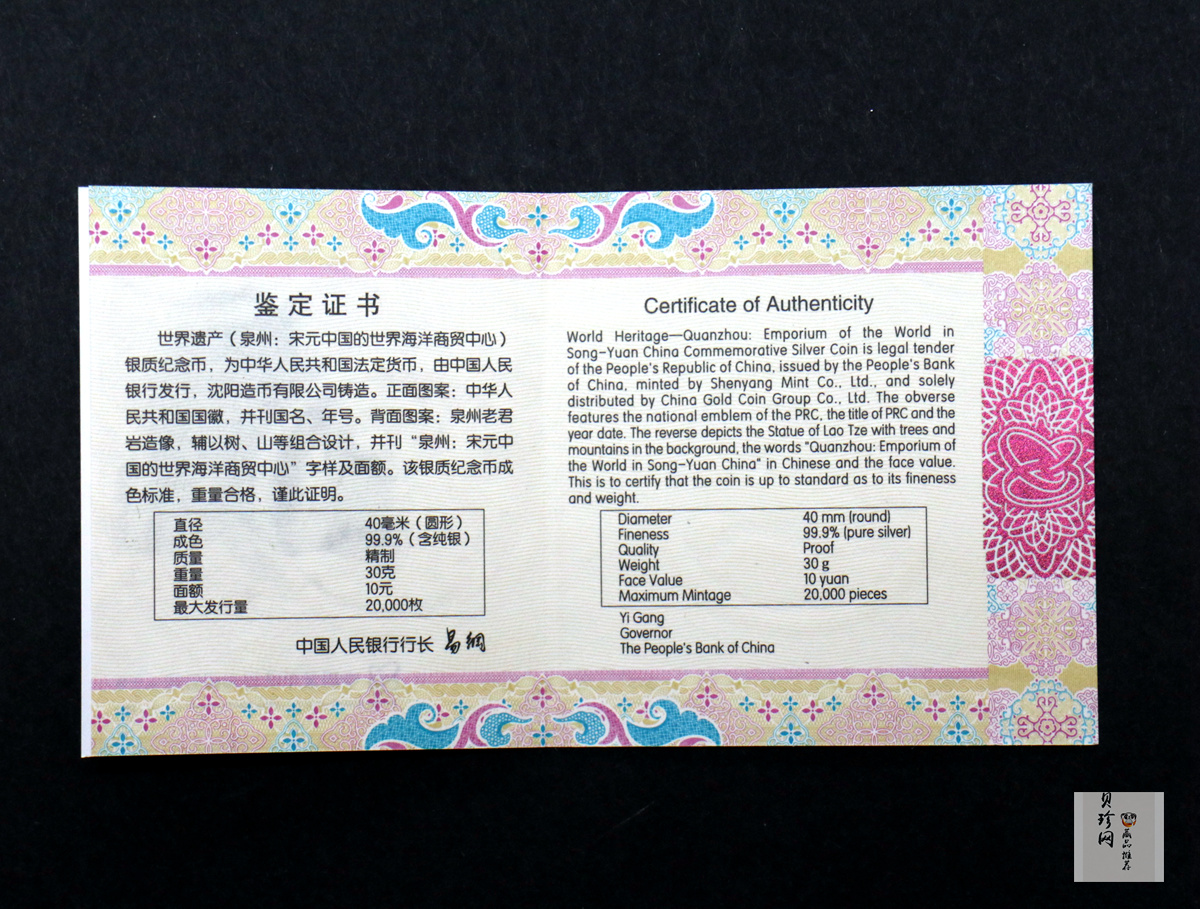 鉴定证书
世界遗产（泉州：宋元中国的世界海洋商贸中心）
银质纪念币，为中华人民共和国法定货币，由中国人民
银行发行，沈阳造币有限公司铸造。正面图案：中华人
民共和国国徽，并刊国名、年号。背面图案：泉州老君
岩造像，辅以树、山等组合设计，并刊“泉州：宋元中
国的世界海洋商贸中心”字样及面额。该银质纪念币成
色标准，重量合格，谨此证明。
直径 40毫米（圆形）
成色 99.9%（含纯银）
质量 精制
重量 30克
面额 10元
最大发行量 20,000枚
中国人民银行行长 易纲
Certificate of Authenticity
World Heritage—Quanzhou: Emporium of the World in
Song-Yuan China Commemorative Silver Coin is legal tender
of the People's Republic of China, issued by the People's Bank
of China, minted by Shenyang Mint Co., Ltd., and solely
distributed by China Gold Coin Group Co., Ltd. The obverse
features the national emblem of the PRC, the title of PRC and the
year date. The reverse depicts the Statue of Lao Tze with trees and
mountains in the background, the words "Quanzhou: Emporium of
the World in Song-Yuan China" in Chinese and the face value.
This is to certify that the coin is up to standard as to its fineness
and weight.
Diameter 40 mm (round)
Fineness 99.9% (pure silver)
Quality Proof
Weight 30 g
Face Value 10 yuan
Maximum Mintage 20,000 pieces
Yi Gang
Governor
The People's Bank of China
贝珍网
藏品推荐